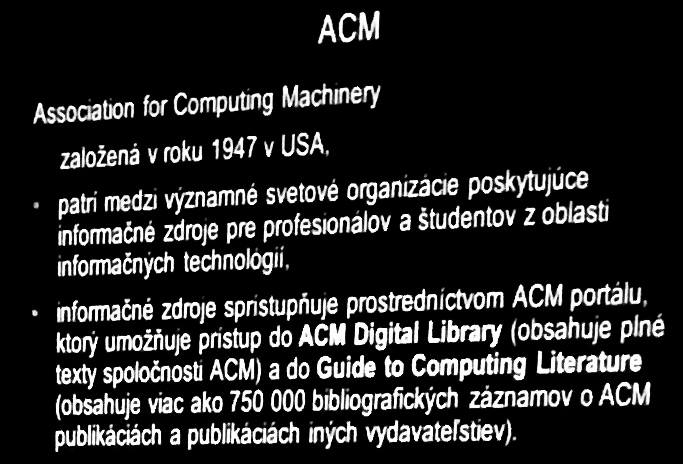 ACM
Association for Computing Machinery
založená v roku 1947 v USA,
• patrí medzi významné svetové organizácie poskytujúce
informačné zdroje pre profesionálov a študentov z oblasti
informačných technológií,
• informačné zdroje sprístupňuje prostredníctvom ACM portálu,
ktorý umožňuje prístup do ACM Digital Library (obsahuje plné
texty spoločnosti ACM) a do Guide to Computing Literature
(obsahuje viac ako 750 000 bibliografických záznamov o ACM
publikáciách a publikáciách iných vydavateľstiev).